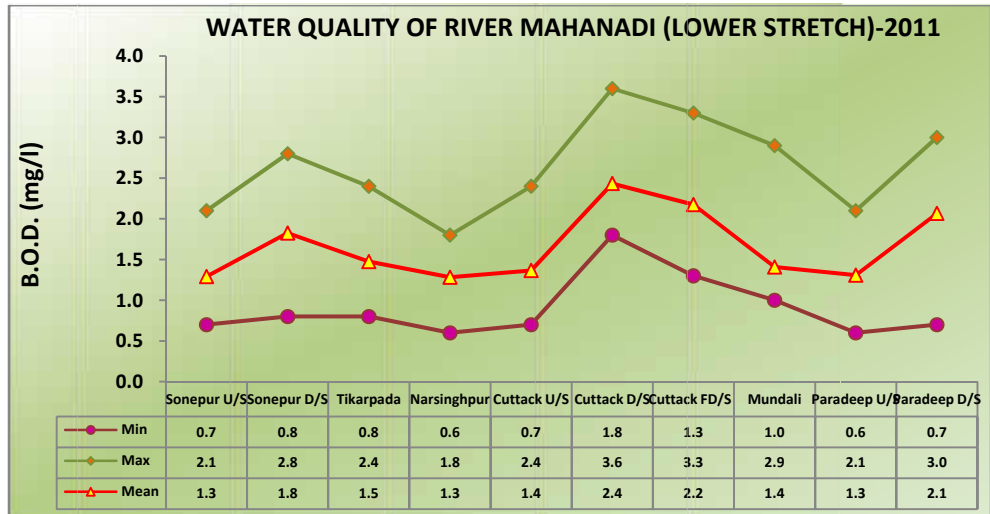 WATER QUALITY OF RIVER MAHANADI (LOWER STRETCH)-2011
B.O.D. (mg/l)
4.0
3.5
3.0
2.5
2.0
1.5
1.0
0.5
0.0
Sonepur U/S Sonepur D/S Tikarpada Narsinghpur Cuttack U/S Cuttack D/S Cuttack FD/S Mundali Paradeep U/S Paradeep D/S
Min 0.7 0.8 0.8 0.6 0.7 1.8 1.3 1.0 0.6 0.7
Max 2.1 2.8 2.4 1.8 2.4 3.6 3.3 2.9 2.1 3.0
Mean 1.3 1.8 1.5 1.3 1.4 2.4 2.2 1.4 1.3 2.1